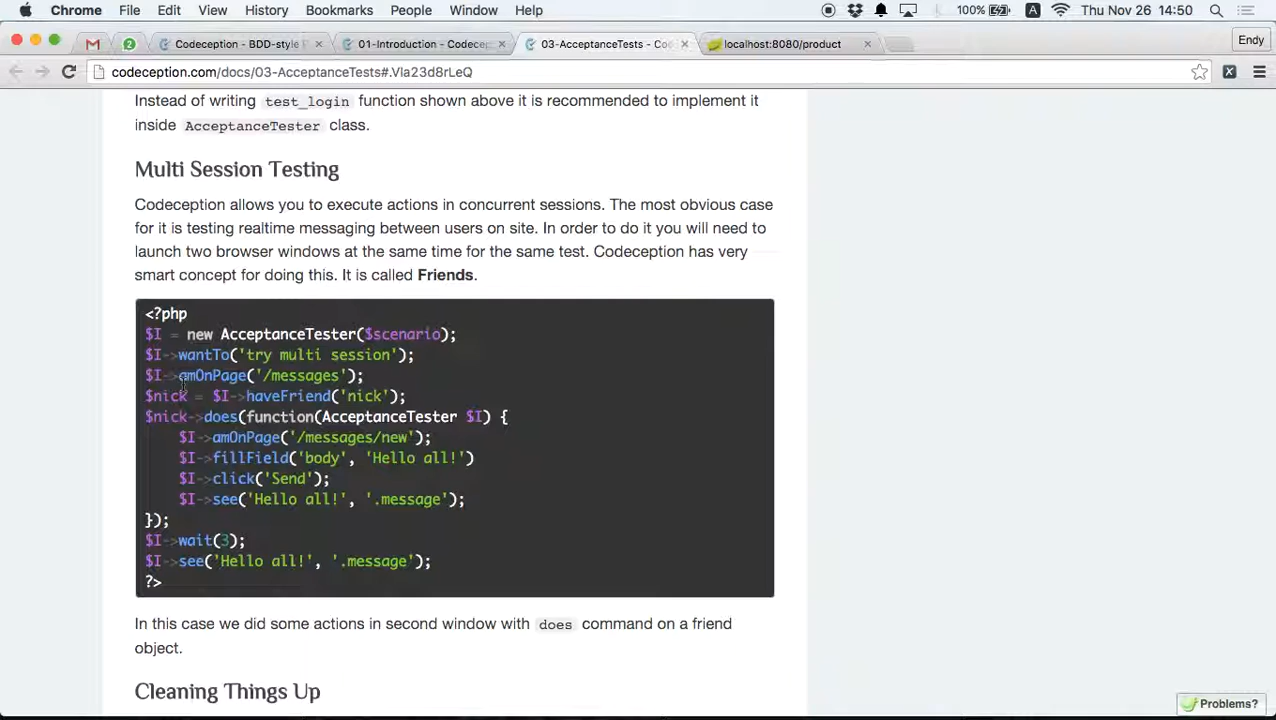 Chrome File Edit View History Bookmarks People Window Help 100% A Thu Nov 26 14:50
Codeception - BDD-style 01-Introduction - Codecep 03-AcceptanceTests - Co localhost:8080/product Endy
codeception.com/docs/03-AcceptanceTests#.Vla23d8rLeQ
Instead of writing test_login function shown above it is recommended to implement it
inside AcceptanceTester class.
Multi Session Testing
Codeception allows you to execute actions in concurrent sessions. The most obvious case
for it is testing realtime messaging between users on site. In order to do it you will need to
launch two browser windows at the same time for the same test. Codeception has very
smart concept for doing this. It is called Friends.
<?php
$I = new AcceptanceTester($scenario);
$I->wantTo('try multi session');
$I->amOnPage('/messages');
$nick = $I->haveFriend('nick');
$nick->does(function(AcceptanceTester $I) {
$I->amOnPage('/messages/new');
$I->fillField('body', 'Hello all!')
$I->click('Send');
$I->see('Hello all!', '.message');
});
$I->wait(3);
$I->see('Hello all!', '.message');
?>
In this case we did some actions in second window with does command on a friend
object.
Cleaning Things Up
Problems?